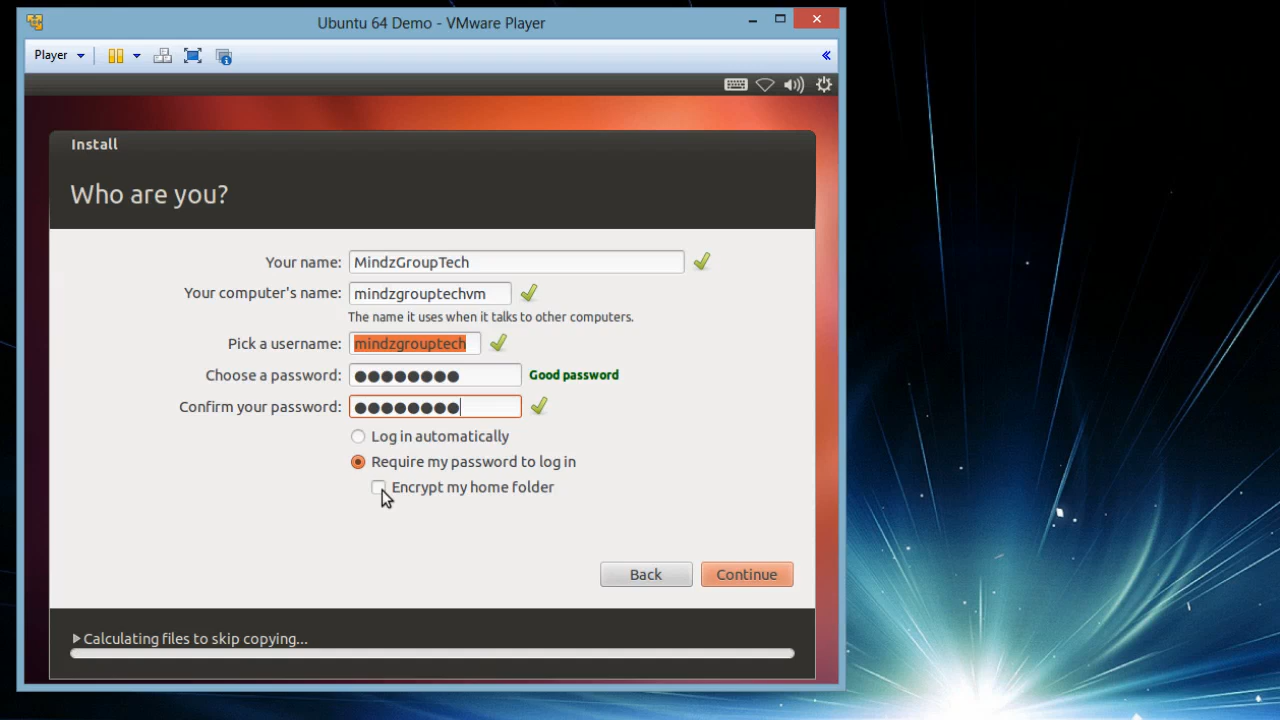 Ubuntu 64 Demo - VMware Player
Player
Install
Who are you?
Your name: MindzGroupTech
Your computer's name: mindzgrouptechvm
The name it uses when it talks to other computers.
Pick a username: mindzgrouptech
Choose a password: ●●●●●●●● Good password
Confirm your password: ●●●●●●●●
Log in automatically
Require my password to log in
Encrypt my home folder
Back Continue
Calculating files to skip copying...